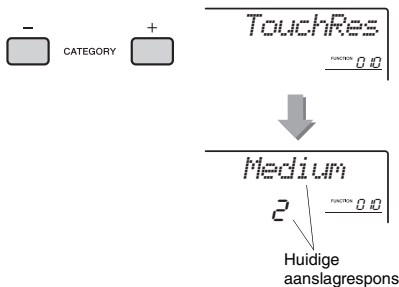 − CATEGORY +
TouchRes
FUNCTION 010
Medium
2 FUNCTION 010
Huidige
aanslagrespons